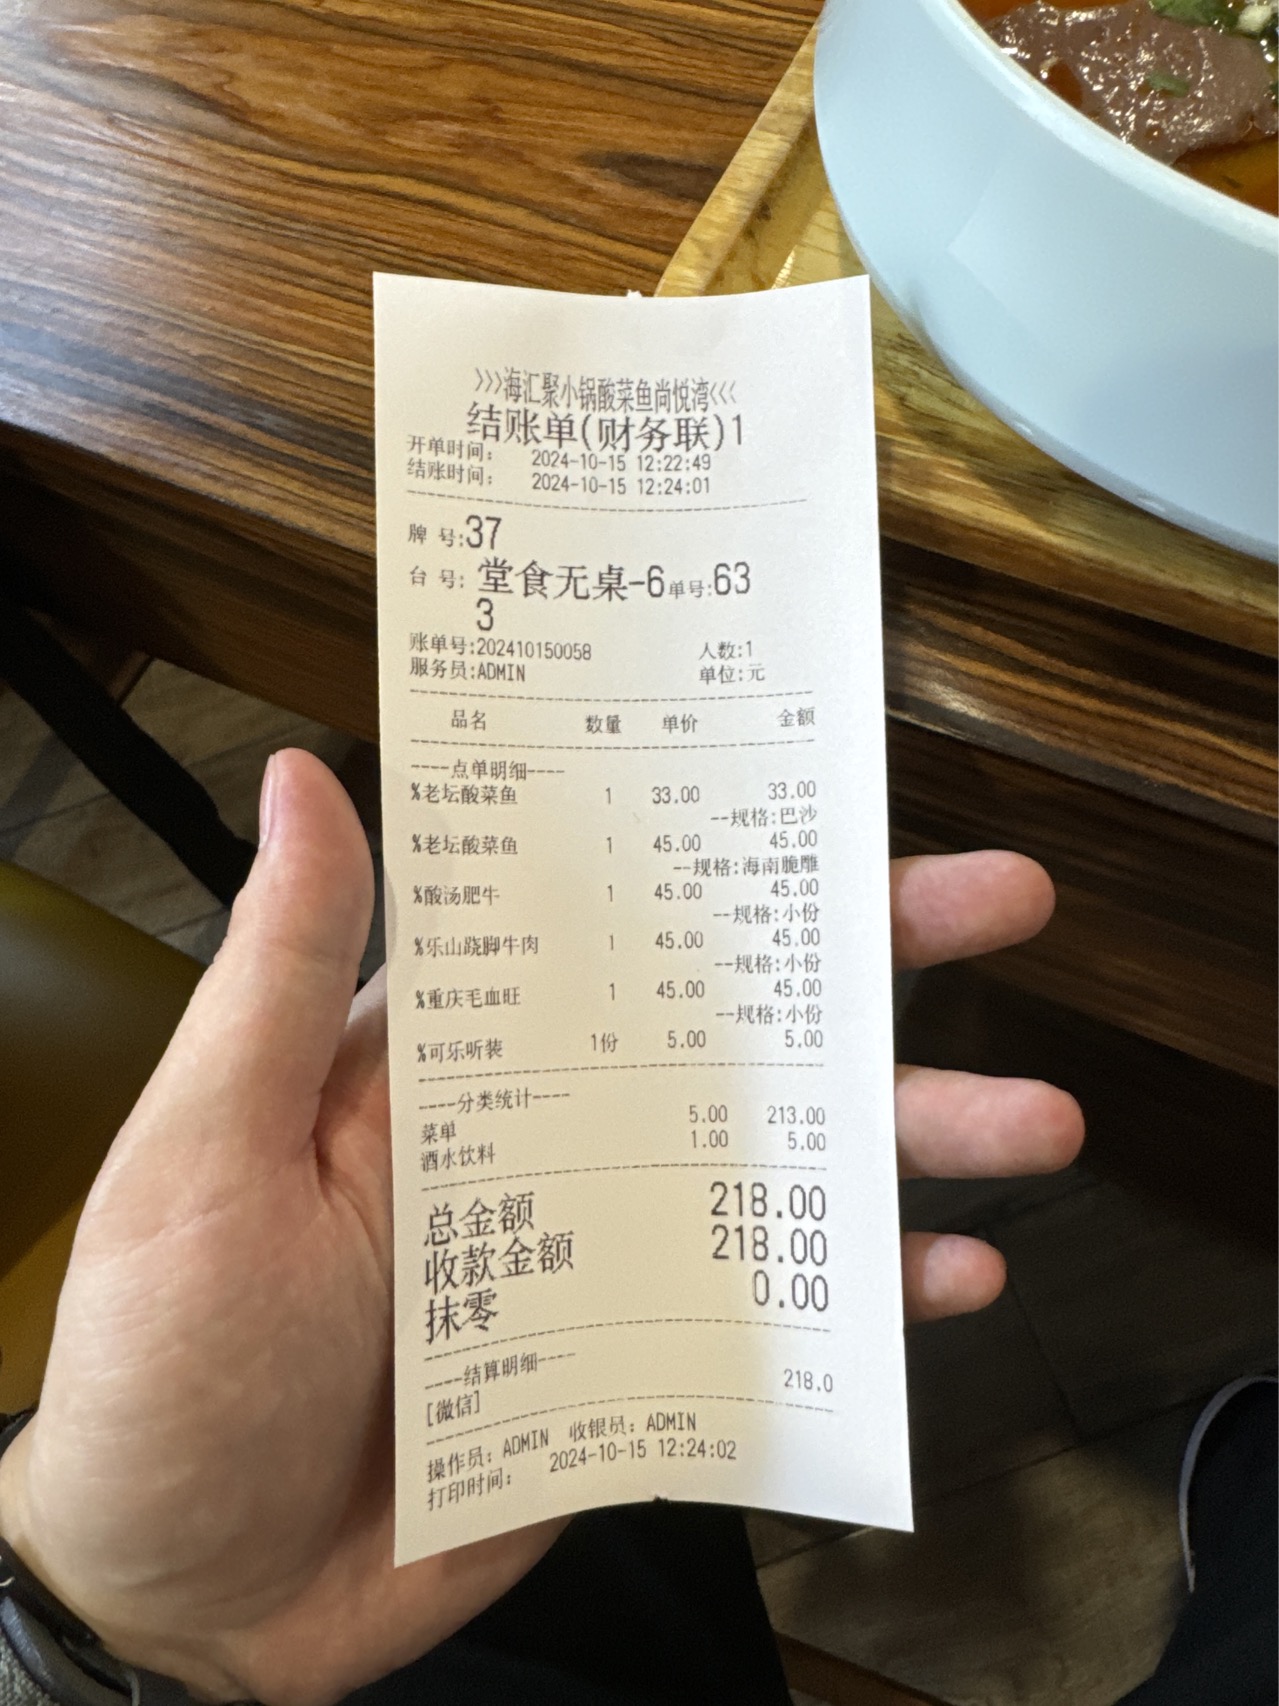 >>>海汇聚小锅酸菜鱼尚悦湾<<<
结账单(财务联)1
开单时间: 2024-10-15 12:22:49
结账时间: 2024-10-15 12:24:01
牌 号:37
台 号: 堂食无桌-6单号:63
3
账单号:202410150058 人数:1
服务员:ADMIN 单位:元
品名 数量 单价 金额
----点单明细----
%老坛酸菜鱼 1 33.00 33.00
--规格:巴沙
%老坛酸菜鱼 1 45.00 45.00
--规格:海南脆雕
%酸汤肥牛 1 45.00 45.00
--规格:小份
%乐山跷脚牛肉 1 45.00 45.00
--规格:小份
%重庆毛血旺 1 45.00 45.00
--规格:小份
%可乐听装 1份 5.00 5.00
----分类统计----
菜单 5.00 213.00
酒水饮料 1.00 5.00
总金额 218.00
收款金额 218.00
抹零 0.00
----结算明细----
[微信] 218.0
操作员: ADMIN 收银员: ADMIN
打印时间: 2024-10-15 12:24:02